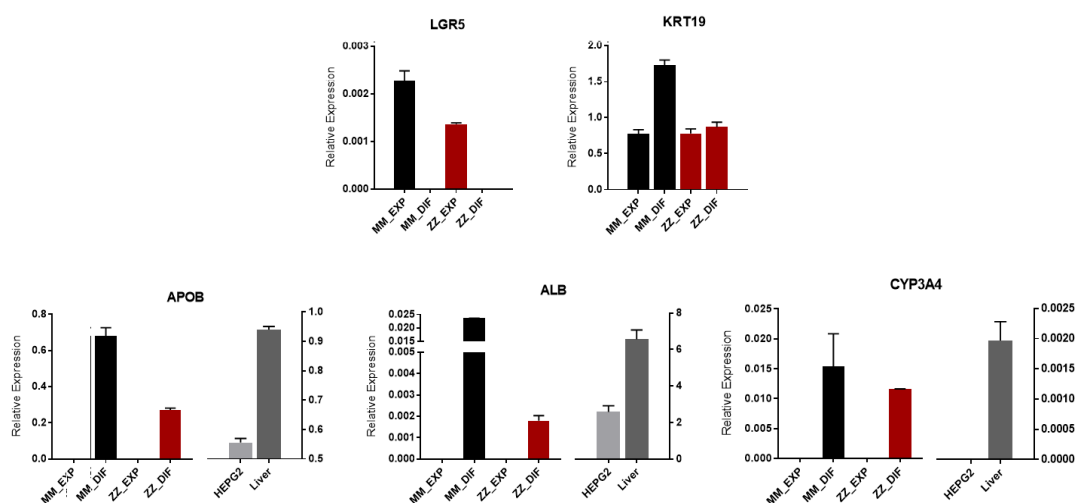 LGR5
KRT19
Relative Expression
0.003
0.002
0.001
0.000
MM_EXP
MM_DIF
ZZ_EXP
ZZ_DIF
Relative Expression
2.0
1.5
1.0
0.5
0.0
MM_EXP
MM_DIF
ZZ_EXP
ZZ_DIF
APOB
Relative Expression
0.8
0.6
0.4
0.2
0.0
MM_EXP
MM_DIF
ZZ_EXP
ZZ_DIF
1.0
0.9
0.8
0.7
0.6
0.5
HEPG2
Liver
ALB
Relative Expression
0.025
0.020
0.015
0.005
0.004
0.003
0.002
0.001
0.000
MM_EXP
MM_DIF
ZZ_EXP
ZZ_DIF
8
6
4
2
0
HEPG2
Liver
CYP3A4
Relative Expression
0.025
0.020
0.015
0.010
0.005
0.000
MM_EXP
MM_DIF
ZZ_EXP
ZZ_DIF
0.0025
0.0020
0.0015
0.0010
0.0005
0.0000
HEPG2
Liver